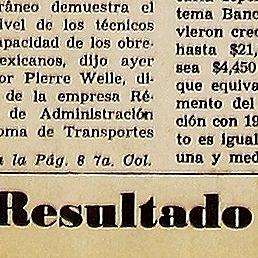 ráneo demuestra el
ivel de los técnicos
apacidad de los obre-
exicanos, dijo ayer
or Pierre Welle, di-
de la empresa Ré-
de Administración
oma de Transportes
a la Pág. 8 7a. Col.
tema Banc
vieron crec
hasta $21,
sea $4,450
que equiva
mento del
ción con 19
to es igual
una y med
Resultado